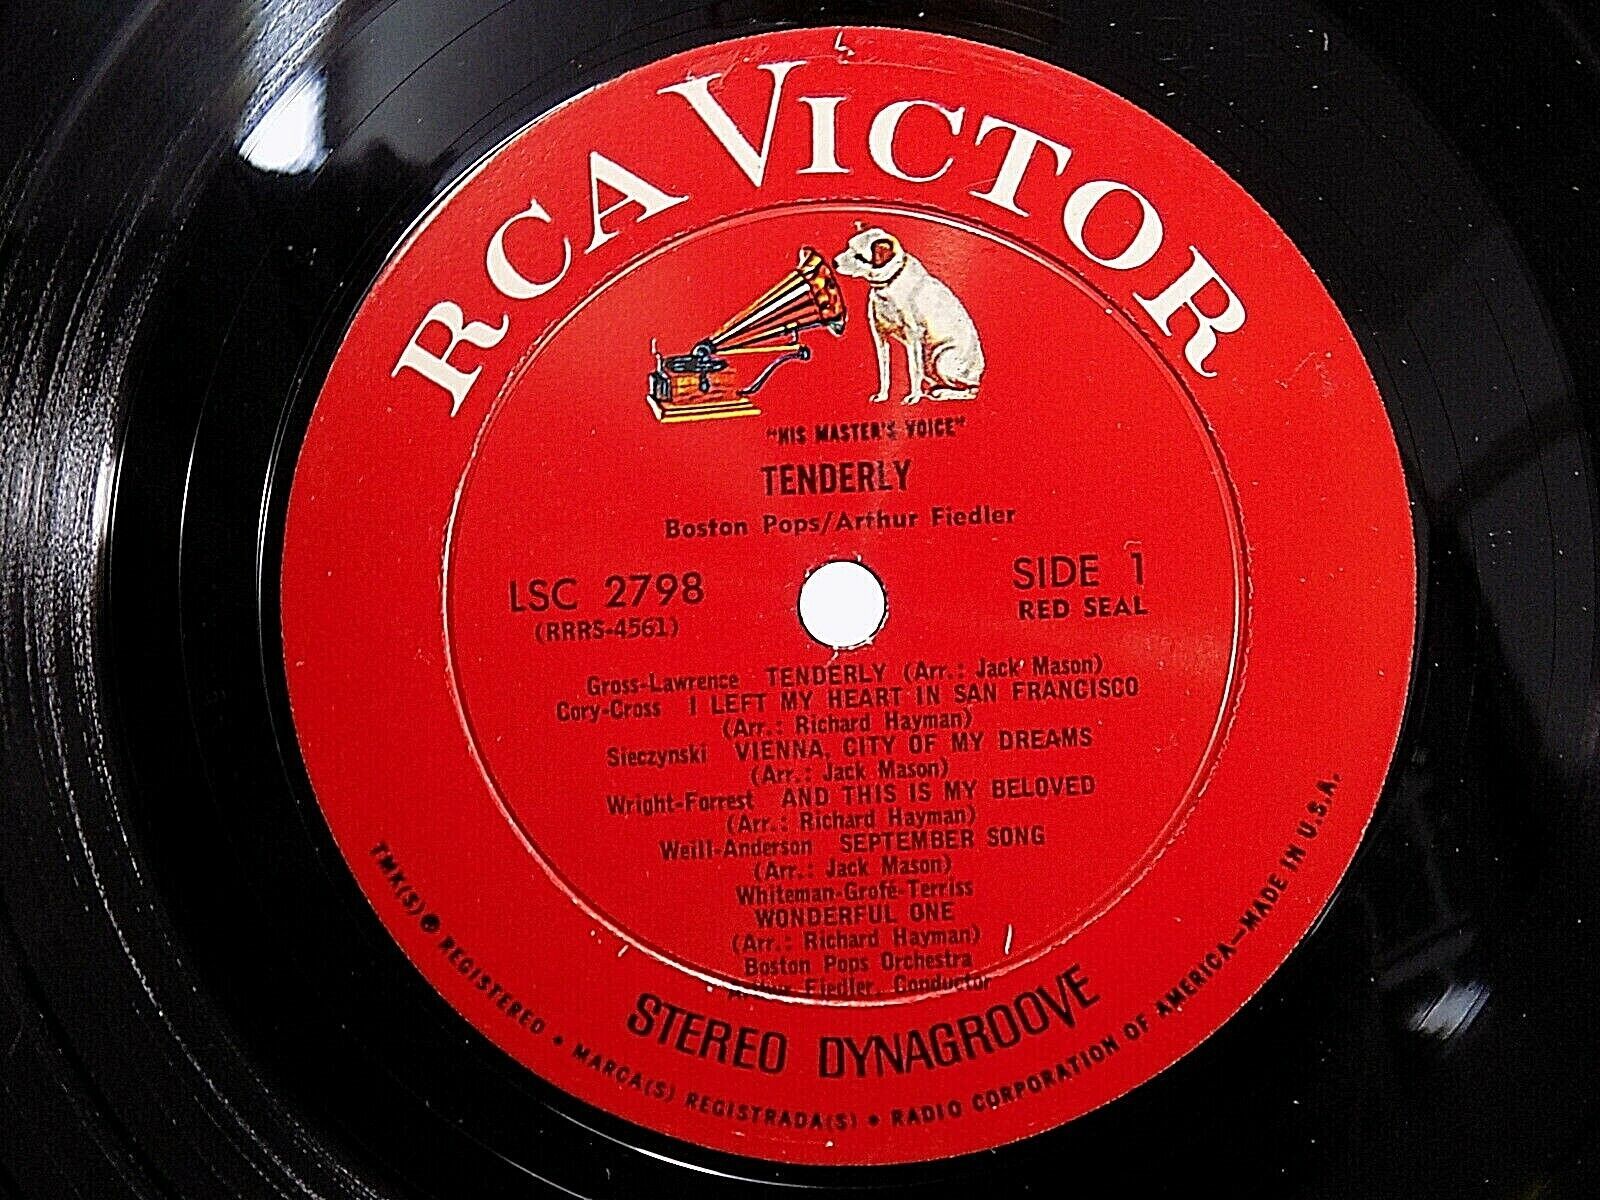 RCA VICTOR
"HIS MASTER'S VOICE"
TENDERLY
Boston Pops/Arthur Fiedler
LSC 2798
(RRRS-4561)
SIDE 1
RED SEAL
Gross-Lawrence TENDERLY (Arr.: Jack Mason)
Cory-Cross I LEFT MY HEART IN SAN FRANCISCO
(Arr.: Richard Hayman)
Sieczynski VIENNA, CITY OF MY DREAMS
(Arr.: Jack Mason)
Wright-Forrest AND THIS IS MY BELOVED
(Arr.: Richard Hayman)
Weill-Anderson SEPTEMBER SONG
(Arr.: Jack Mason)
Whiteman-Grofé-Terriss
WONDERFUL ONE
(Arr.: Richard Hayman)
Boston Pops Orchestra
Arthur Fiedler, Conductor
STEREO DYNAGROOVE
TMK(S) ® REGISTERED • MARCA(S) REGISTRADA(S) • RADIO CORPORATION OF AMERICA—MADE IN U.S.A.